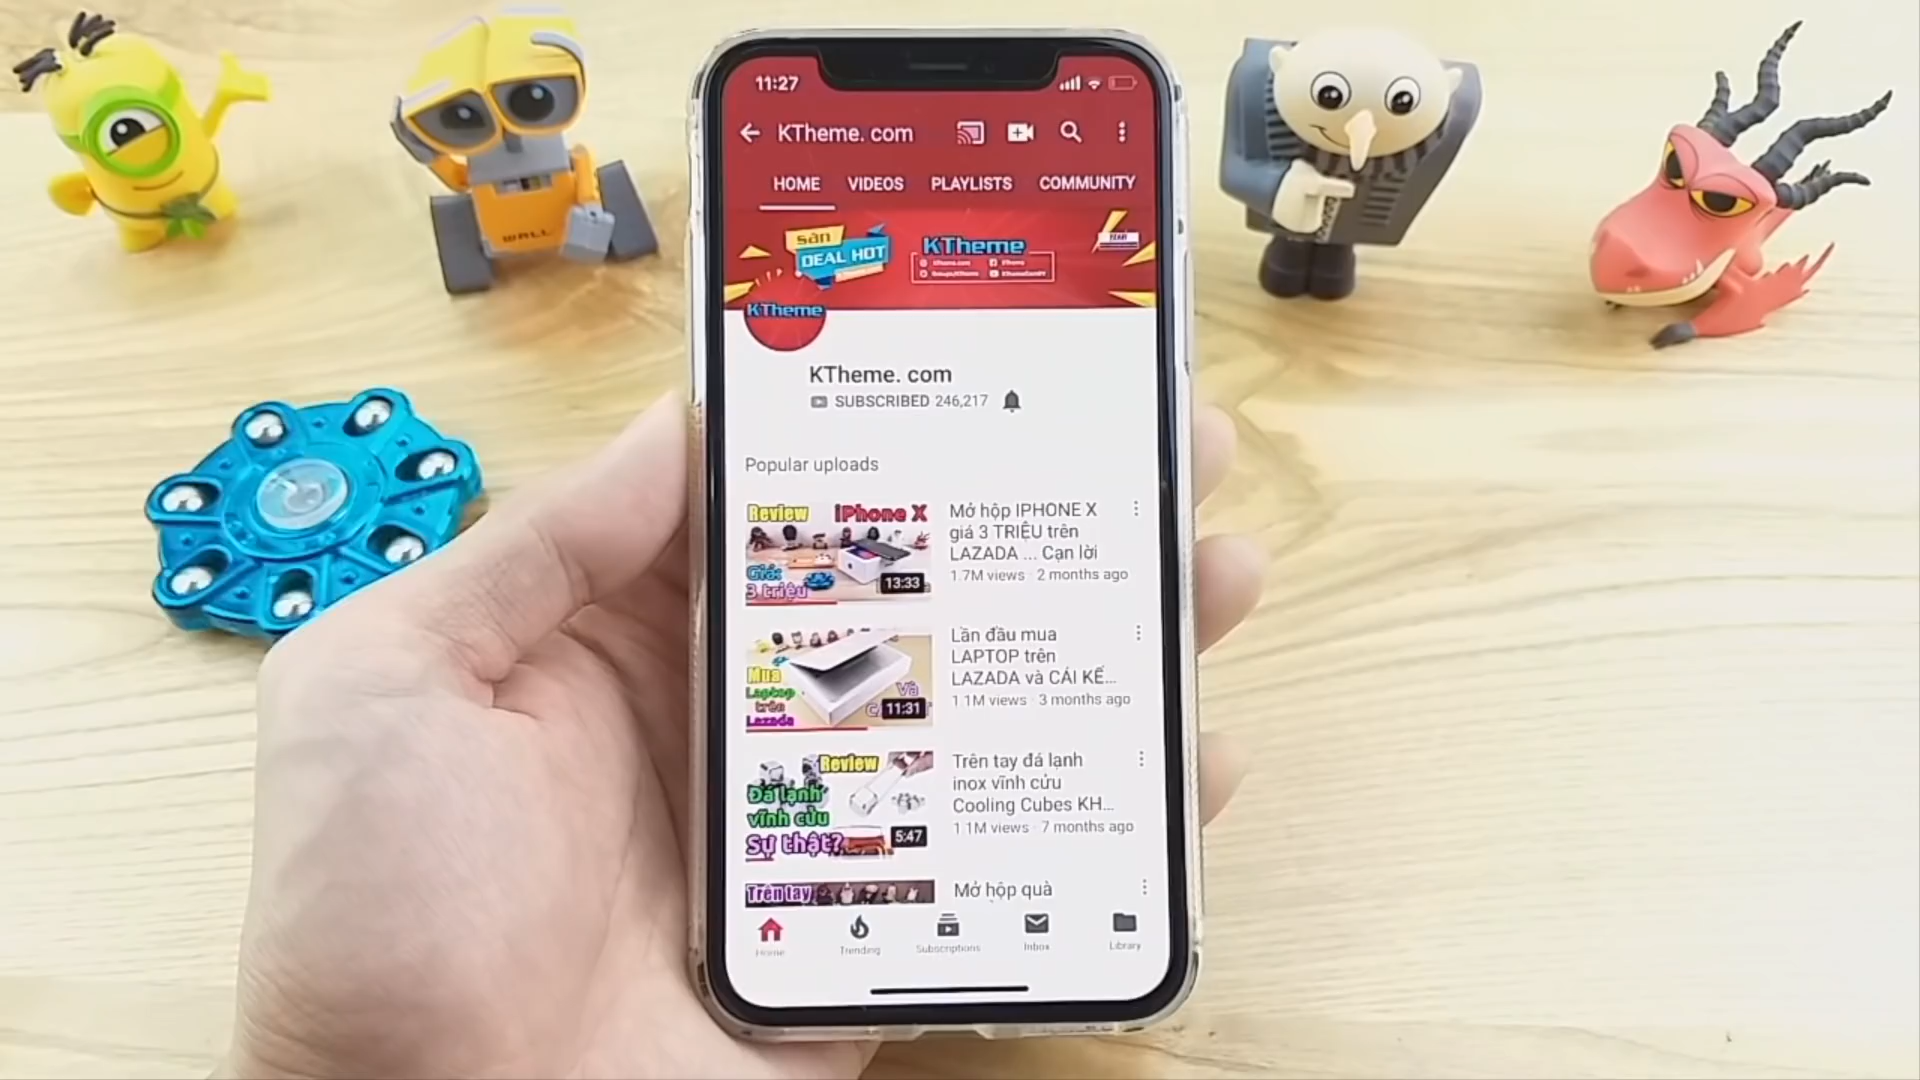 11:27
KTheme. com
HOME VIDEOS PLAYLISTS COMMUNITY
săn
DEAL HOT
KTheme
KTheme
KTheme. com
SUBSCRIBED 246,217
Popular uploads
Review iPhone X
Giá:
3 triệu
13:33
Mở hộp IPHONE X
giá 3 TRIỆU trên
LAZADA ... Cạn lời
1.7M views · 2 months ago
Mua
Laptop
trên
Lazada
Và
11:31
Lần đầu mua
LAPTOP trên
LAZADA và CÁI KẾ...
1.1M views · 3 months ago
Review
Đá lạnh
vĩnh cửu
Sự thật?
5:47
Trên tay đá lạnh
inox vĩnh cửu
Cooling Cubes KH...
1.1M views · 7 months ago
Trên tay
Mở hộp quà
Home Trending Subscriptions Inbox Library
WALL